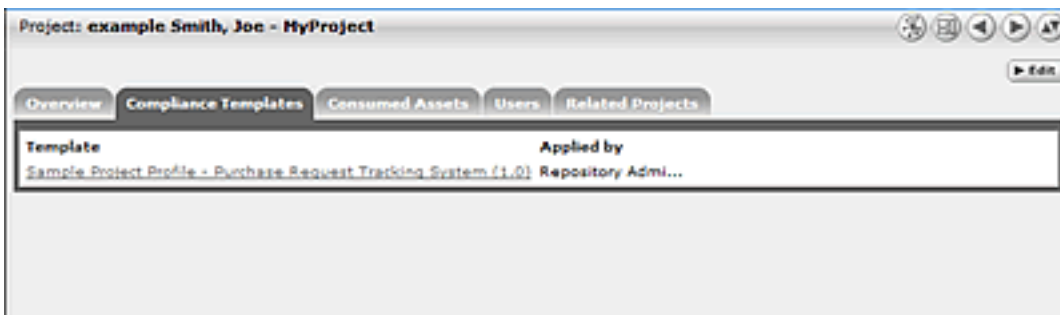 Project: example Smith, Joe - MyProject
Edit
Overview Compliance Templates Consumed Assets Users Related Projects
Template Applied by
Sample Project Profile - Purchase Request Tracking System (1.0) Repository Admi...